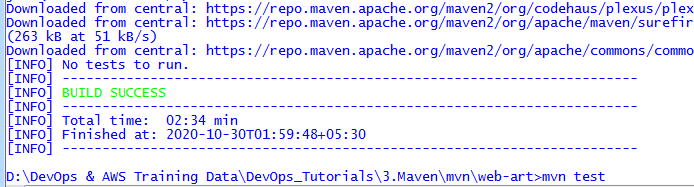 Downloaded from central: https://repo.maven.apache.org/maven2/org/codehaus/plexus/plex
Downloaded from central: https://repo.maven.apache.org/maven2/org/apache/maven/surefir
(263 kB at 51 kB/s)
Downloaded from central: https://repo.maven.apache.org/maven2/org/apache/commons/commo
[INFO] No tests to run.
[INFO] ------------------------------------------------------------------------
[INFO] BUILD SUCCESS
[INFO] ------------------------------------------------------------------------
[INFO] Total time:  02:34 min
[INFO] Finished at: 2020-10-30T01:59:48+05:30
[INFO] ------------------------------------------------------------------------
D:\DevOps & AWS Training Data\DevOps_Tutorials\3.Maven\mvn\web-art>mvn test